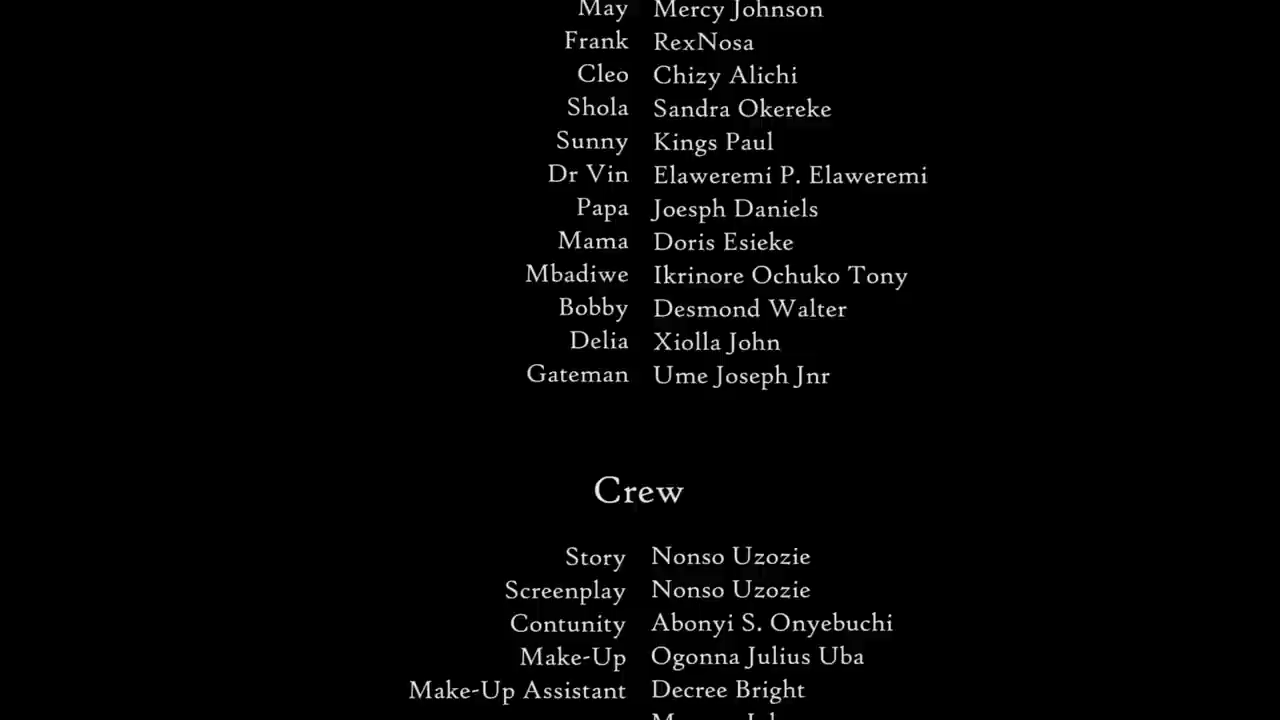 May Mercy Johnson
Frank RexNosa
Cleo Chizy Alichi
Shola Sandra Okereke
Sunny Kings Paul
Dr Vin Elaweremi P. Elaweremi
Papa Joesph Daniels
Mama Doris Esieke
Mbadiwe Ikrinore Ochuko Tony
Bobby Desmond Walter
Delia Xiolla John
Gateman Ume Joseph Jnr
Crew
Story Nonso Uzozie
Screenplay Nonso Uzozie
Contunity Abonyi S. Onyebuchi
Make-Up Ogonna Julius Uba
Make-Up Assistant Decree Bright